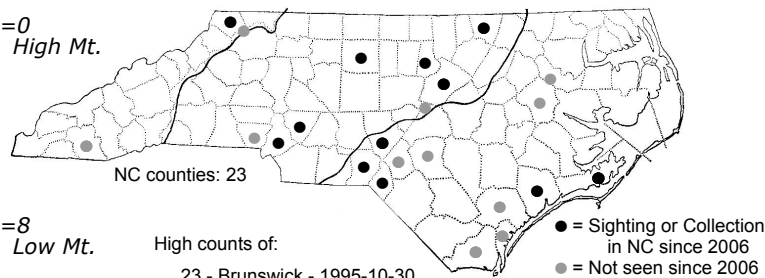 =0
High Mt.
NC counties: 23
=8
Low Mt.
High counts of:
23 - Brunswick - 1995-10-30
● = Sighting or Collection
in NC since 2006
● = Not seen since 2006